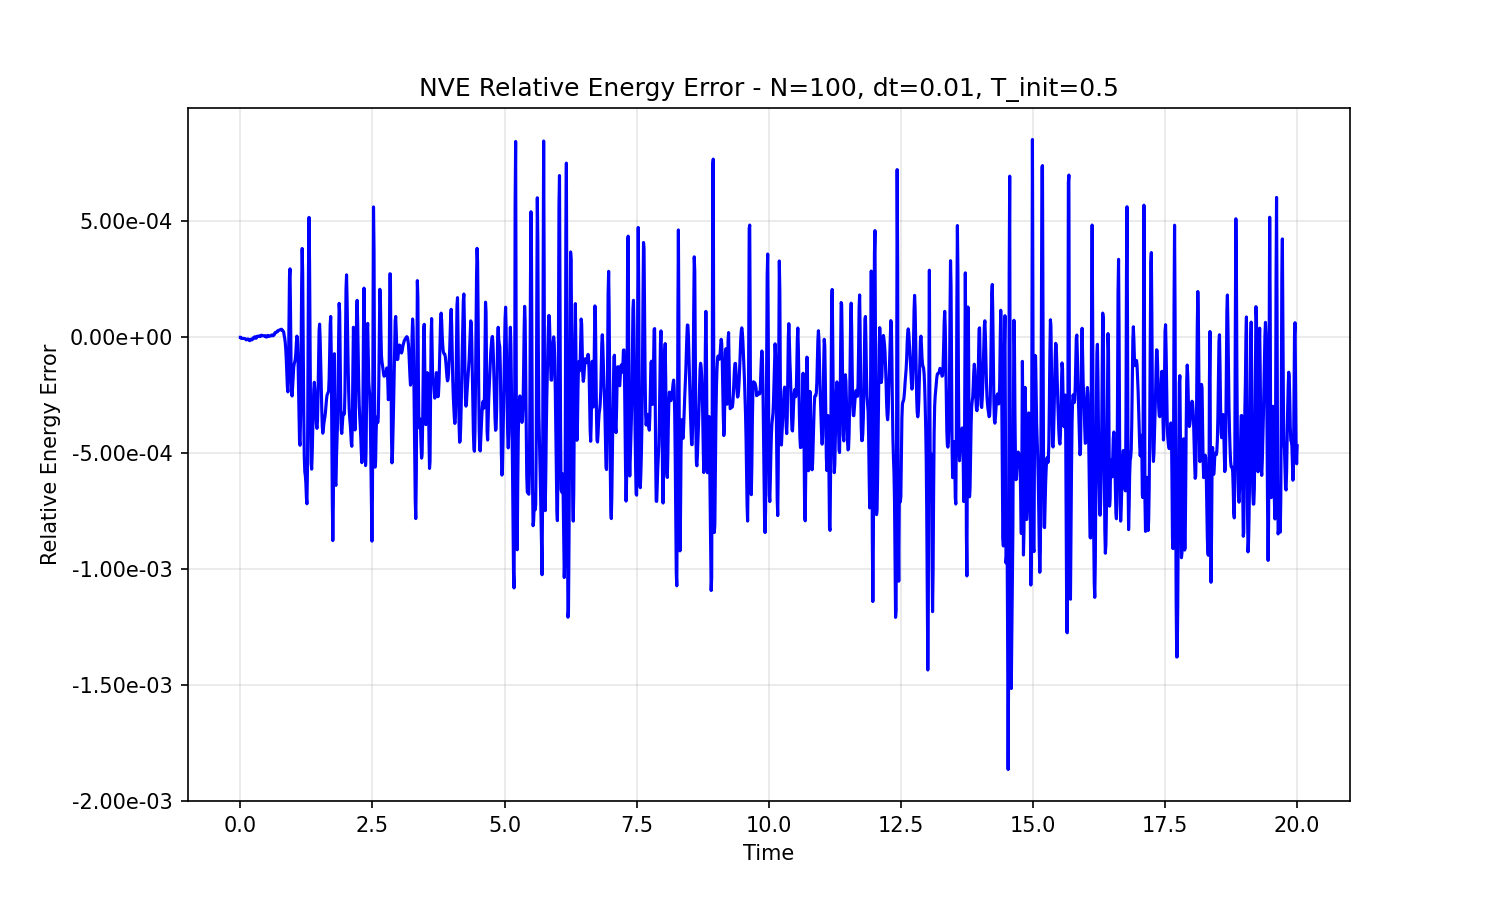 NVE Relative Energy Error - N=100, dt=0.01, T_init=0.5
Relative Energy Error
5.00e-04
0.00e+00
-5.00e-04
-1.00e-03
-1.50e-03
-2.00e-03
0.0 2.5 5.0 7.5 10.0 12.5 15.0 17.5 20.0
Time